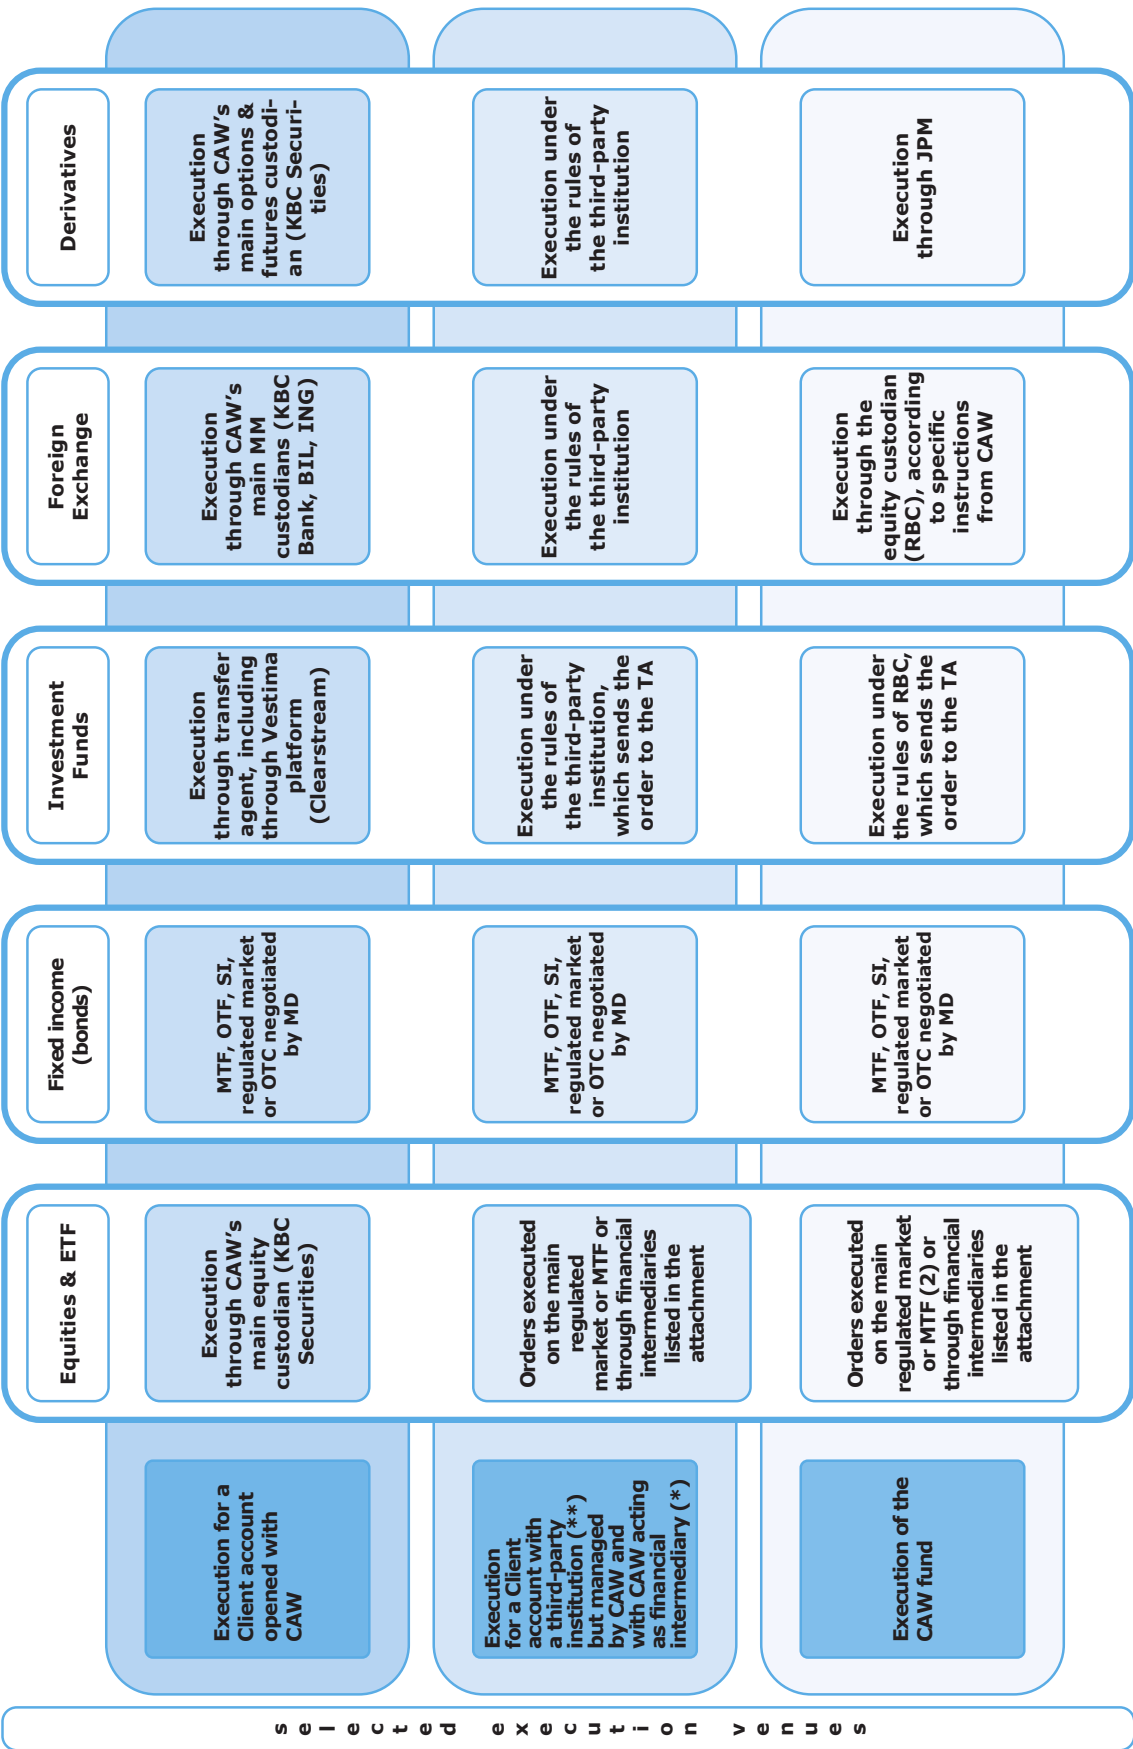 selected execution venues
Equities & ETF
Fixed income
(bonds)
Investment
Funds
Foreign
Exchange
Derivatives
Execution for a
Client account
opened with
CAW
Execution
through CAW’s
main equity
custodian (KBC
Securities)
MTF, OTF, SI,
regulated market
or OTC negotiated
by MD
Execution
through transfer
agent, including
through Vestima
platform
(Clearstream)
Execution
through CAW’s
main MM
custodians (KBC
Bank, BIL, ING)
Execution
through CAW’s
main options &
futures custodi-
an (KBC Securi-
ties)
Execution
for a Client
account with
a third-party
institution (**)
but managed
by CAW and
with CAW acting
as financial
intermediary (*)
Orders executed
on the main
regulated
market or MTF or
through financial
intermediaries
listed in the
attachment
MTF, OTF, SI,
regulated market
or OTC negotiated
by MD
Execution under
the rules of
the third-party
institution,
which sends the
order to the TA
Execution under
the rules of
the third-party
institution
Execution under
the rules of
the third-party
institution
Execution of the
CAW fund
Orders executed
on the main
regulated market
or MTF (2) or
through financial
intermediaries
listed in the
attachment
MTF, OTF, SI,
regulated market
or OTC negotiated
by MD
Execution under
the rules of RBC,
which sends the
order to the TA
Execution
through the
equity custodian
(RBC), according
to specific
instructions
from CAW
Execution
through JPM